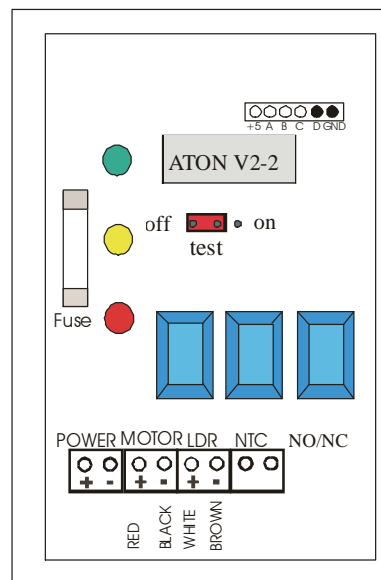 +5 A B C D GND
ATON V2-2
off on
test
Fuse
POWER MOTOR LDR NTC NO/NC
+ - + - + -
RED
BLACK
WHITE
BROWN